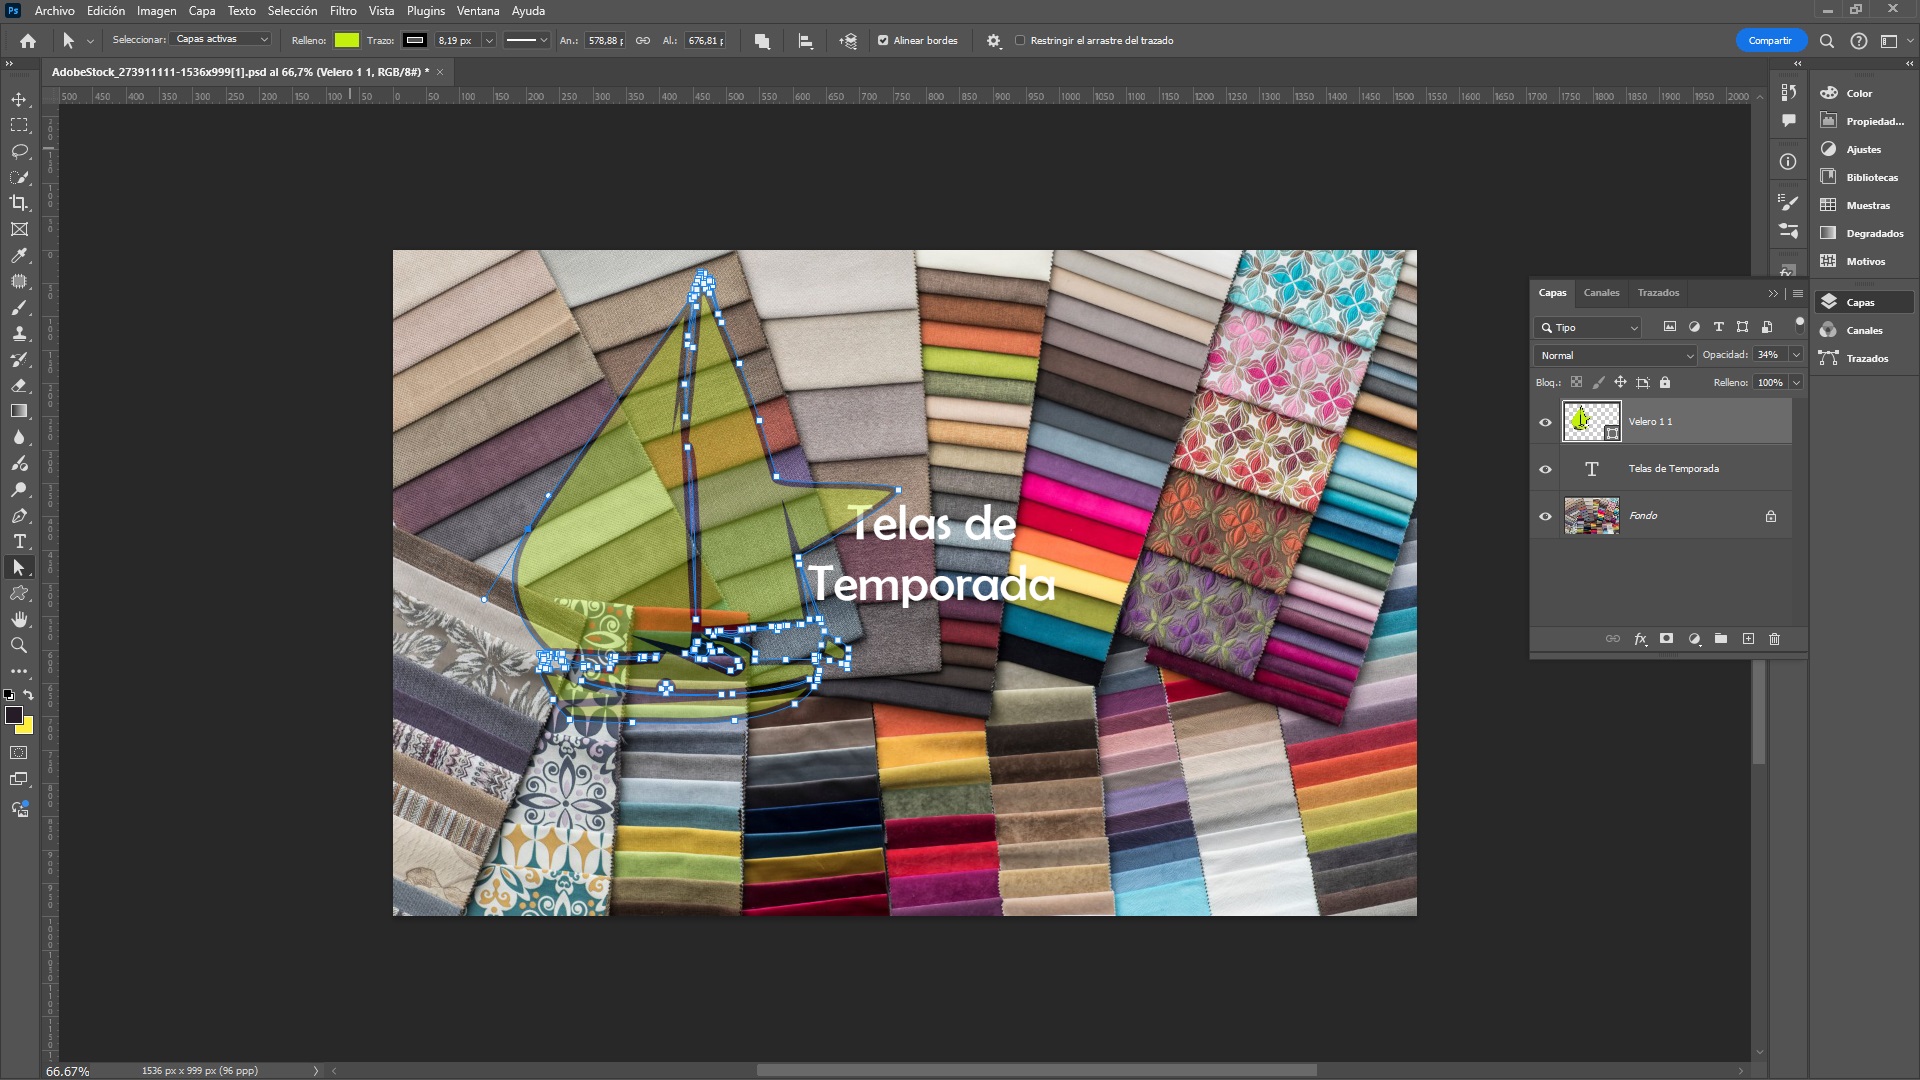 Ps Archivo Edición Imagen Capa Texto Selección Filtro Vista Plugins Ventana Ayuda
Seleccionar: Capas activas Relleno: Trazo: 8,19 px An.: 578,88 Al.: 676,81 Alinear bordes Restringir el arrastre del trazado Compartir
AdobeStock_273911111-1536x999[1].psd al 66,7% (Velero 1 1, RGB/8#) * ×
500 450 400 350 300 250 200 150 100 50 0 50 100 150 200 250 300 350 400 450 500 550 600 650 700 750 800 850 900 950 1000 1050 1100 1150 1200 1250 1300 1350 1400 1450 1500 1550 1600 1650 1700 1750 1800 1850 1900 1950 2000
Color
Propiedad...
Ajustes
Bibliotecas
Muestras
Degradados
Motivos
Capas
Canales
Trazados
Capas Canales Trazados
Tipo
Normal Opacidad: 34%
Bloq.: Relleno: 100%
Velero 1 1
T Telas de Temporada
Fondo
fx
Telas de
Temporada
66.67% 1536 px x 999 px (96 ppp)